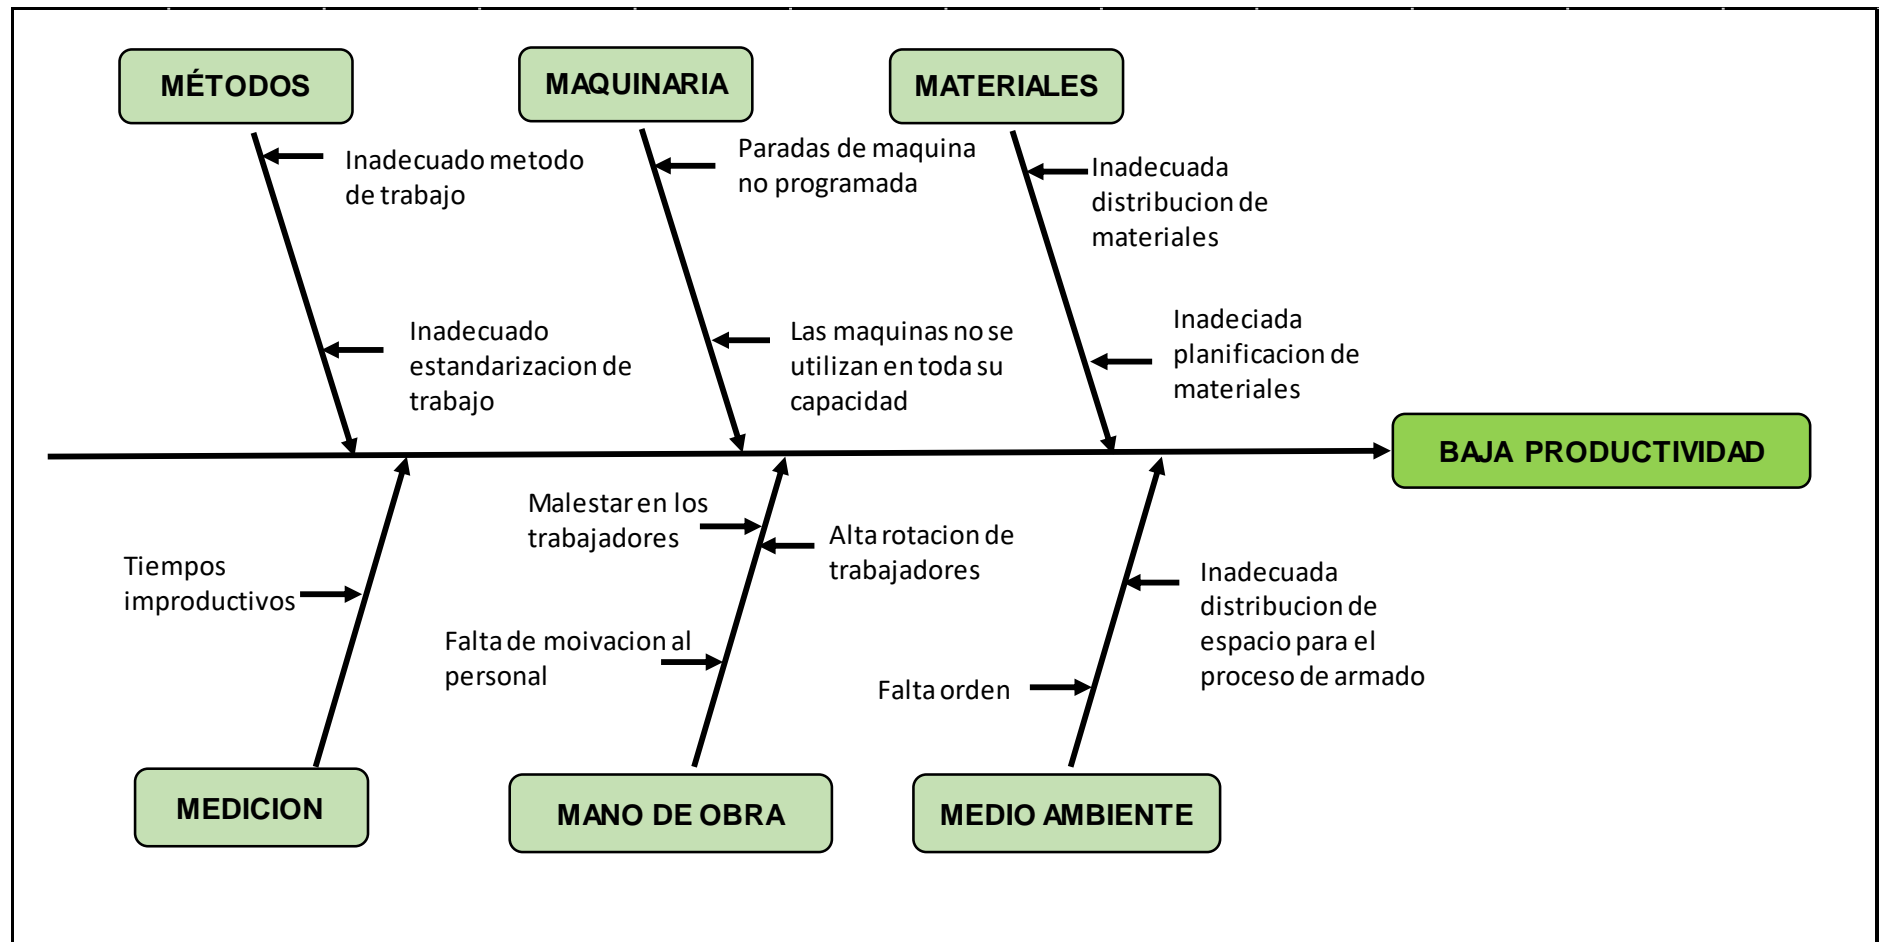 MÉTODOS
MAQUINARIA
MATERIALES
Inadecuado metodo
de trabajo
Paradas de maquina
no programada
Inadecuada
distribucion de
materiales
Inadecuado
estandarizacion de
trabajo
Las maquinas no se
utilizan en toda su
capacidad
Inadeciada
planificacion de
materiales
BAJA PRODUCTIVIDAD
Tiempos
improductivos
Malestar en los
trabajadores
Alta rotacion de
trabajadores
Falta de moivacion al
personal
Inadecuada
distribucion de
espacio para el
proceso de armado
Falta orden
MEDICION
MANO DE OBRA
MEDIO AMBIENTE